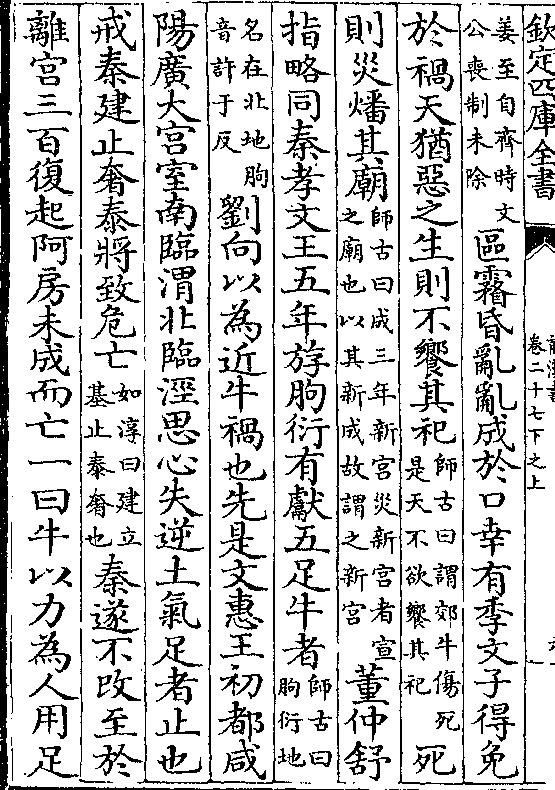 欽定四庫全書
卷二十七下之上
姜至自齊時文公喪制未除區霿昏亂亂成於口幸有季文子得免
於禍天猶惡之生則不饗其祀師古曰謂郊牛傷死是天不欲饗其祀死
則災燔其廟師古曰成三年新宮災新宮者宣之廟也以其新成故謂之新宮董仲舒
指略同秦孝文王五年斿朐衍有獻五足牛者師古曰朐衍地
名在北地朐音許于反劉向以為近牛禍也先是文惠王初都咸
陽廣大宮室南臨渭北臨涇思心失逆土氣足者止也
戒秦建止奢泰將致危亡如淳曰建立基止泰奢也秦遂不改至於
離宮三百復起阿房未成而亡一曰牛以力為人用足